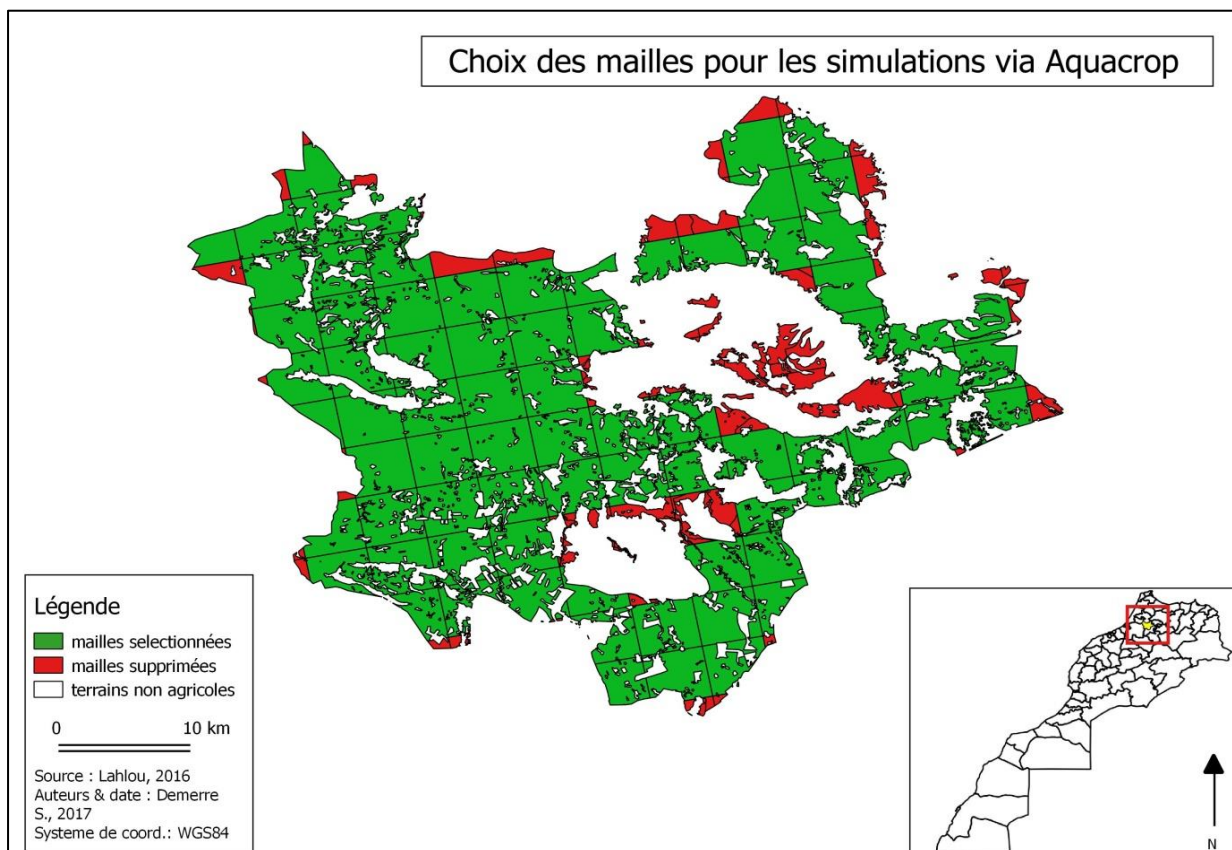 Choix des mailles pour les simulations via Aquacrop
Légende
mailles selectionnées
mailles supprimées
terrains non agricoles
0 10 km
Source : Lahlou, 2016
Auteurs & date : Demerre
S., 2017
Systeme de coord.: WGS84
N